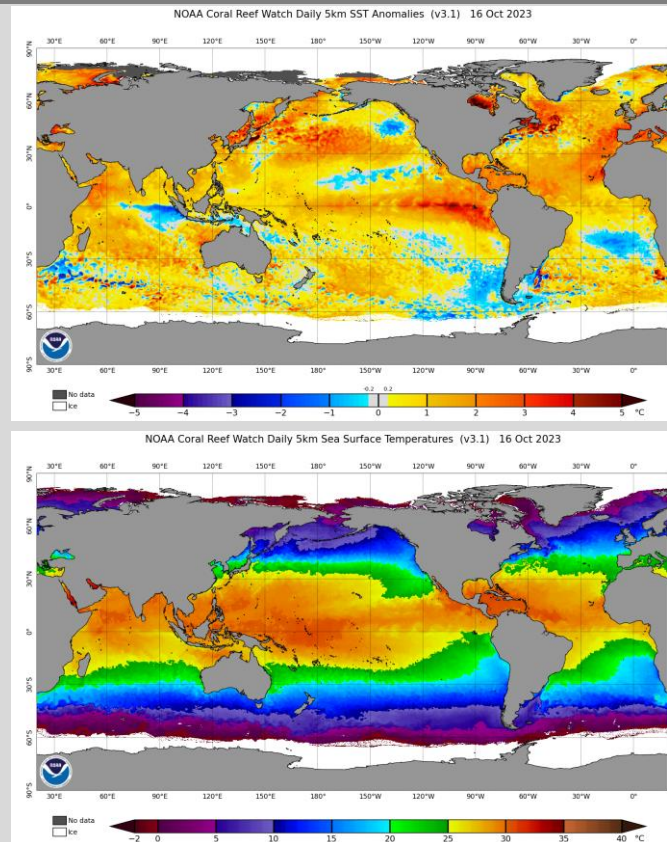 NOAA Coral Reef Watch Daily 5km SST Anomalies (v3.1) 16 Oct 2023
30°E 60°E 90°E 120°E 150°E 180° 150°W 120°W 90°W 60°W 30°W 0°
90°N
60°N
30°N
0°
30°S
60°S
90°S
NOAA
No data
Ice
-0.2 0.2
−5 −4 −3 −2 −1 0 1 2 3 4 5 °C
NOAA Coral Reef Watch Daily 5km Sea Surface Temperatures (v3.1) 16 Oct 2023
30°E 60°E 90°E 120°E 150°E 180° 150°W 120°W 90°W 60°W 30°W 0°
90°N
60°N
30°N
0°
30°S
60°S
90°S
NOAA
No data
Ice
−2 0 5 10 15 20 25 30 35 40 °C